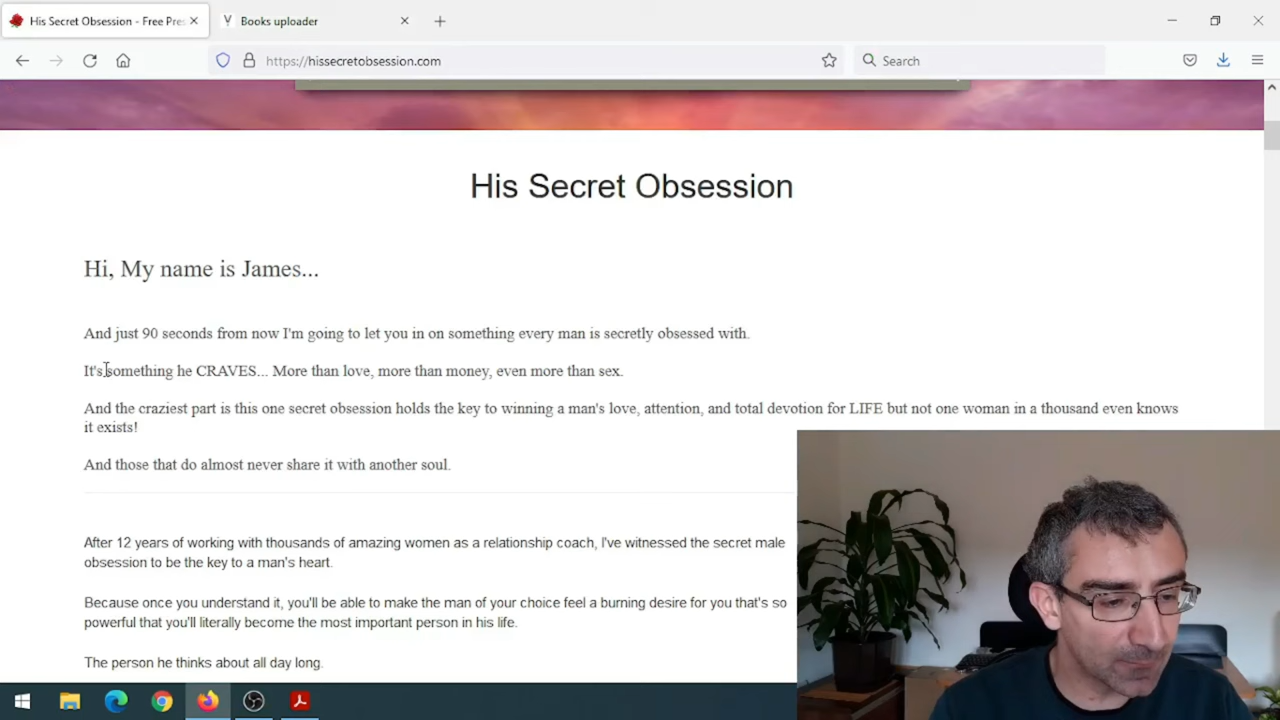 His Secret Obsession - Free Pres
Books uploader
https://hissecretobsession.com
Search
His Secret Obsession
Hi, My name is James...
And just 90 seconds from now I'm going to let you in on something every man is secretly obsessed with.
It's something he CRAVES... More than love, more than money, even more than sex.
And the craziest part is this one secret obsession holds the key to winning a man's love, attention, and total devotion for LIFE but not one woman in a thousand even knows
it exists!
And those that do almost never share it with another soul.
After 12 years of working with thousands of amazing women as a relationship coach, I've witnessed the secret male
obsession to be the key to a man's heart.
Because once you understand it, you'll be able to make the man of your choice feel a burning desire for you that's so
powerful that you'll literally become the most important person in his life.
The person he thinks about all day long.